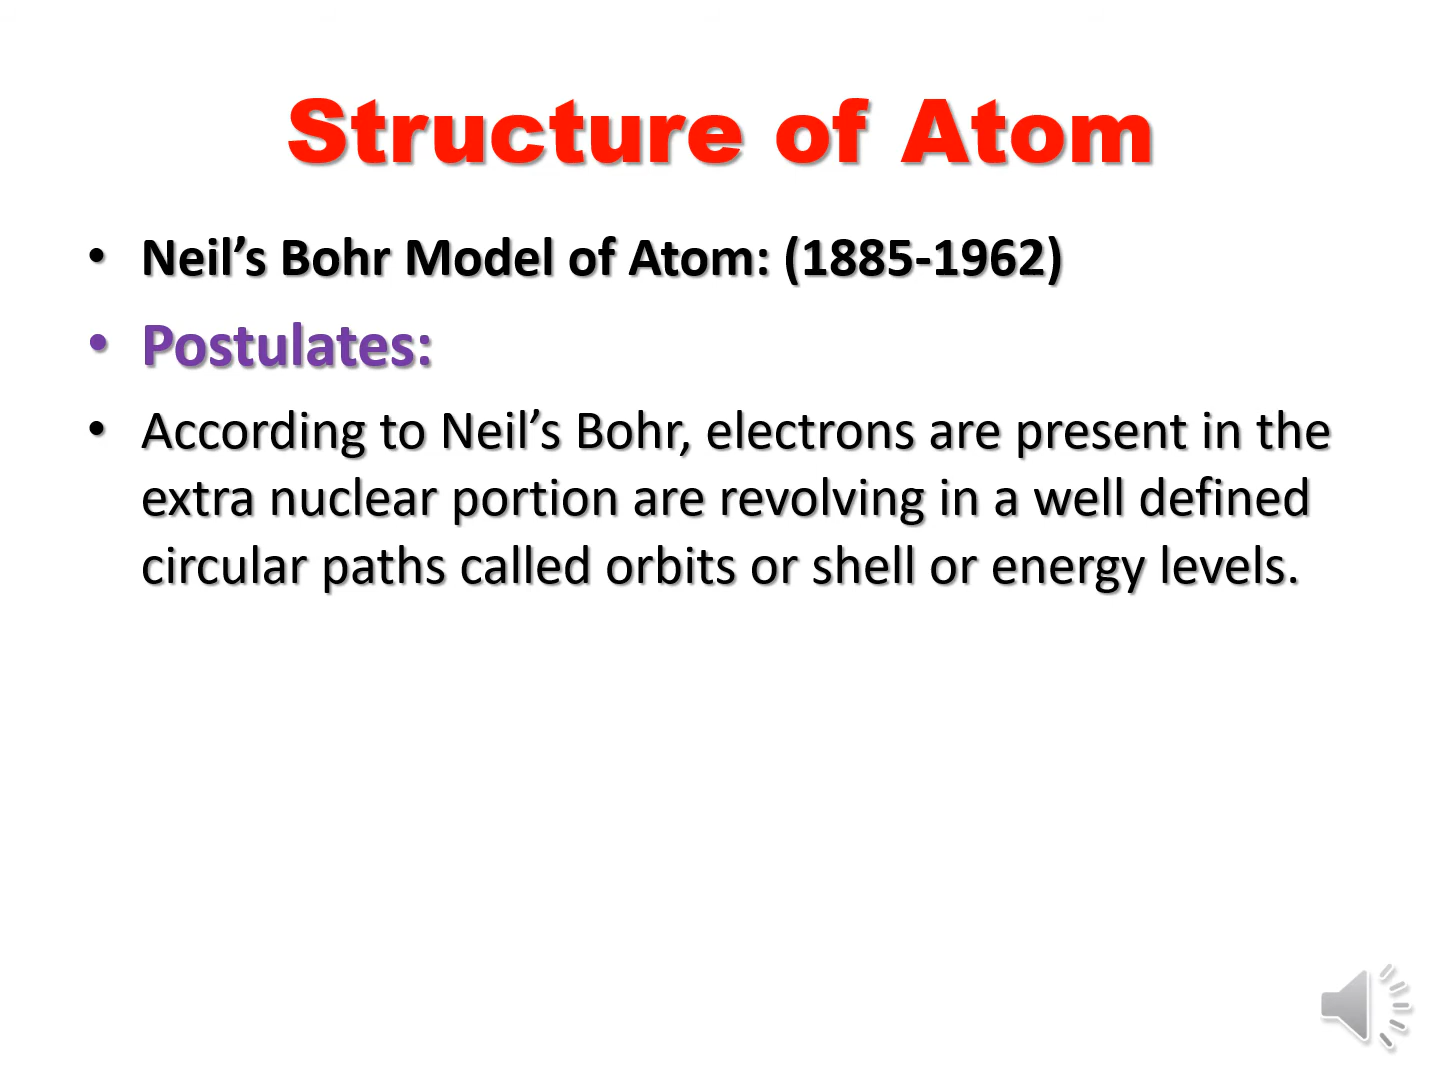 Structure of Atom
• Neil’s Bohr Model of Atom: (1885-1962)
• Postulates:
• According to Neil’s Bohr, electrons are present in the
extra nuclear portion are revolving in a well defined
circular paths called orbits or shell or energy levels.